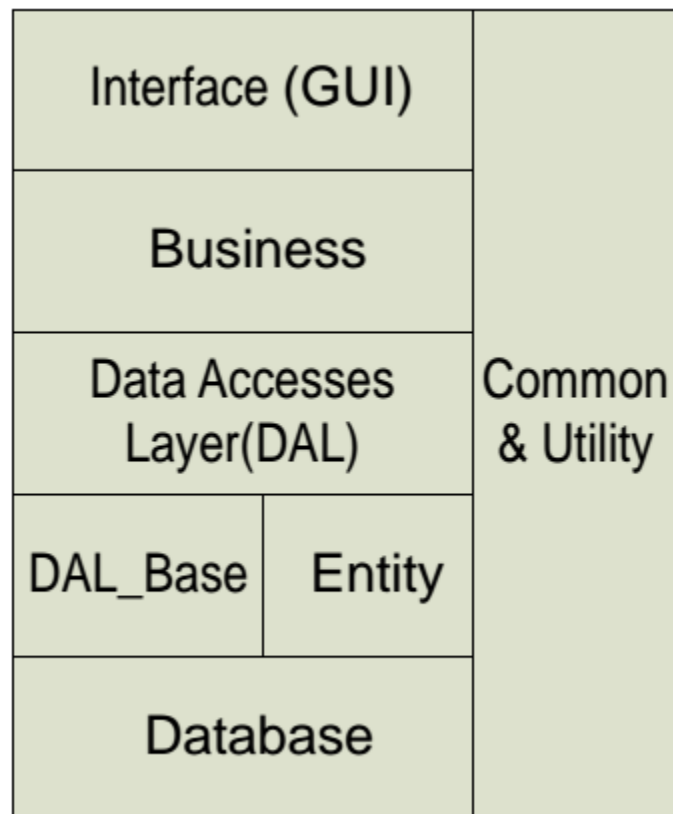 Interface (GUI)
Business
Data Accesses
Layer(DAL)
Common
& Utility
DAL_Base
Entity
Database